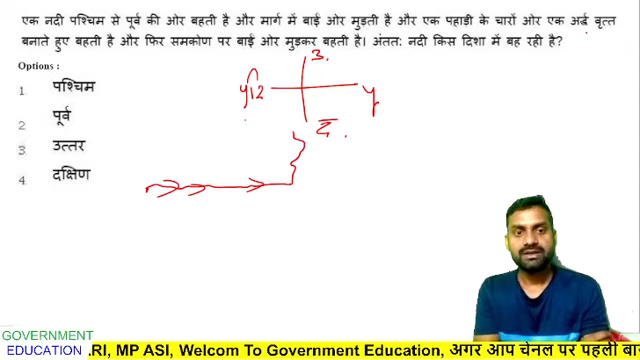 एक नदी पश्चिम से पूर्व की ओर बहती है और मार्ग में बाईं ओर मुड़ती है और एक पहाडी के चारों ओर एक अर्द्ध वृत्त
बनाते हुए बहती है और फिर समकोण पर बाईं ओर मुड़कर बहती है। अंतत: नदी किस दिशा में बह रही है?
Options :
1. पश्चिम
2. पूर्व
3. उत्तर
4. दक्षिण
उ.
पू
द.
GOVERNMENT
EDUCATION
.RI, MP ASI, Welcom To Government Education, अगर आप चेनल पर पहली बा